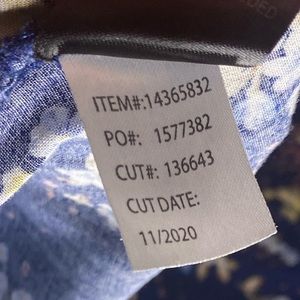 ITEM#:14365832
PO#: 1577382
CUT#: 136643
CUT DATE:
11/2020